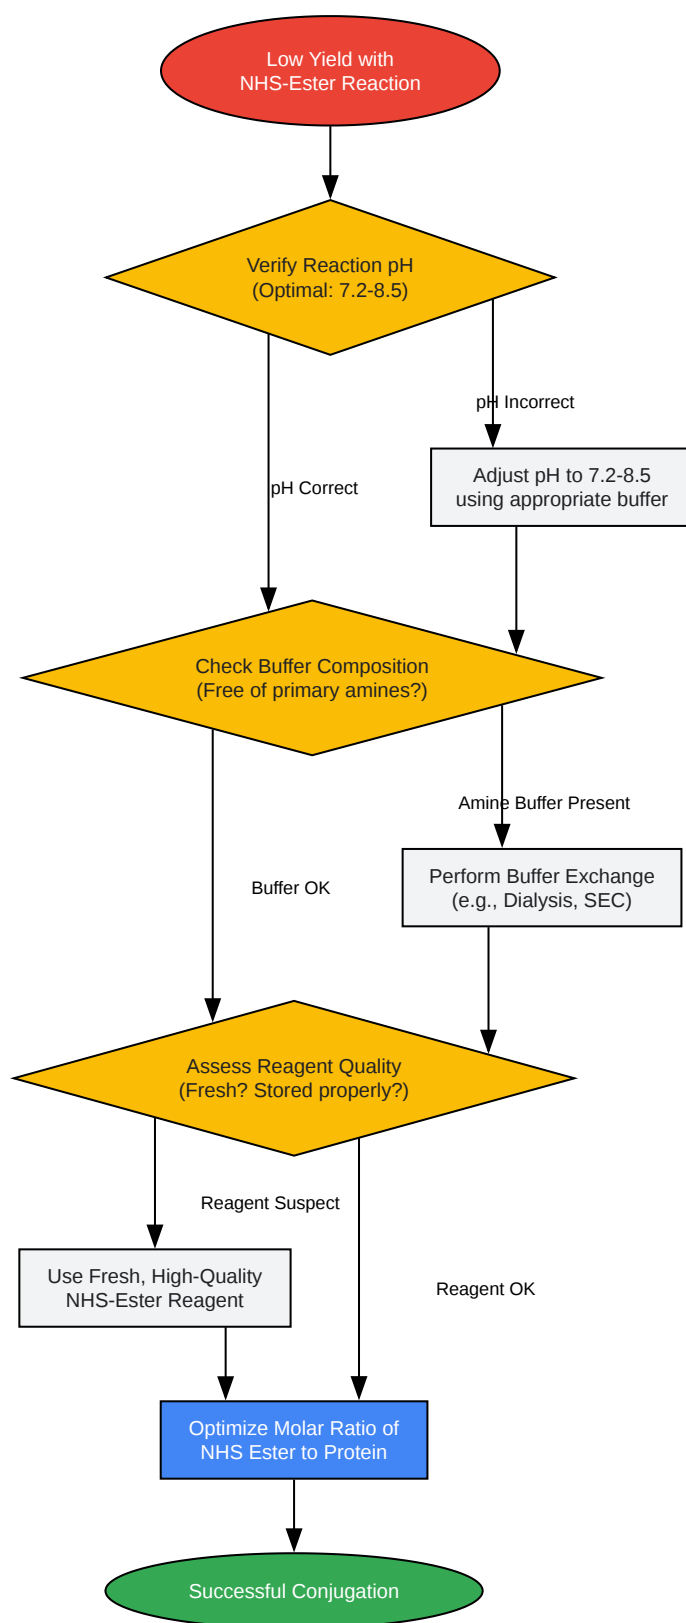 Low Yield with
NHS-Ester Reaction
Verify Reaction pH
(Optimal: 7.2-8.5)
pH Incorrect
Adjust pH to 7.2-8.5
using appropriate buffer
pH Correct
Check Buffer Composition
(Free of primary amines?)
Amine Buffer Present
Perform Buffer Exchange
(e.g., Dialysis, SEC)
Buffer OK
Assess Reagent Quality
(Fresh? Stored properly?)
Reagent Suspect
Use Fresh, High-Quality
NHS-Ester Reagent
Reagent OK
Optimize Molar Ratio of
NHS Ester to Protein
Successful Conjugation